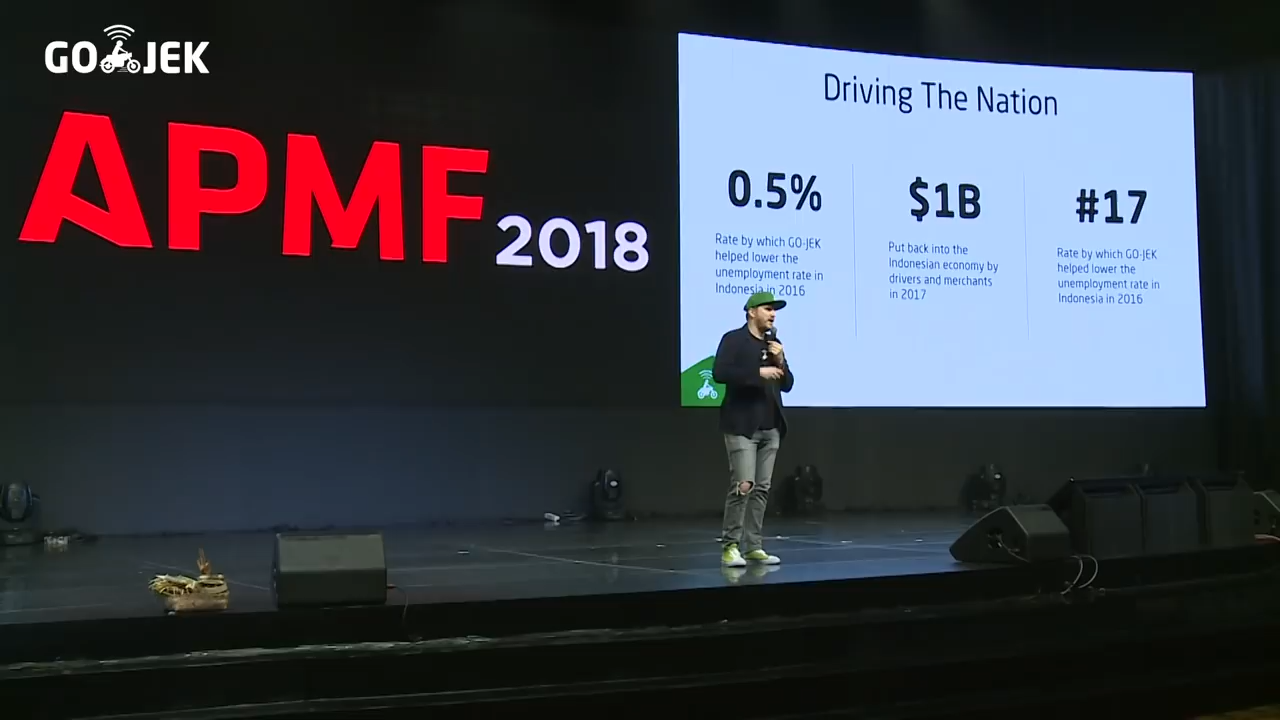 GO JEK
APMF 2018
Driving The Nation
0.5%
Rate by which GO-JEK
helped lower the
unemployment rate in
Indonesia in 2016
$1B
Put back into the
Indonesian economy by
drivers and merchants
in 2017
#17
Rate by which GO-JEK
helped lower the
unemployment rate in
Indonesia in 2016